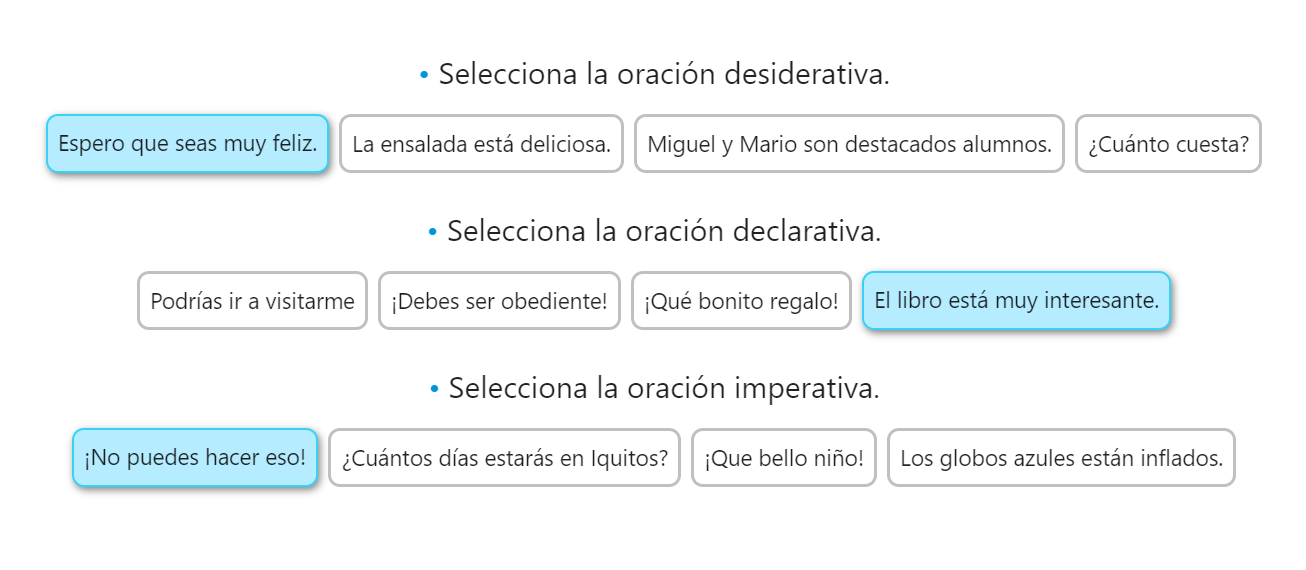 • Selecciona la oración desiderativa.
Espero que seas muy feliz. La ensalada está deliciosa. Miguel y Mario son destacados alumnos. ¿Cuánto cuesta?
• Selecciona la oración declarativa.
Podrías ir a visitarme ¡Debes ser obediente! ¡Qué bonito regalo! El libro está muy interesante.
• Selecciona la oración imperativa.
¡No puedes hacer eso! ¿Cuántos días estarás en Iquitos? ¡Que bello niño! Los globos azules están inflados.